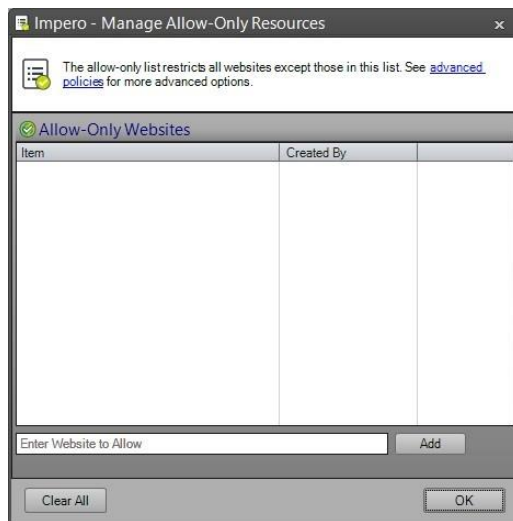 Impero - Manage Allow-Only Resources
x
The allow-only list restricts all websites except those in this list. See advanced
policies for more advanced options.
Allow-Only Websites
Item
Created By
Enter Website to Allow
Add
Clear All
OK